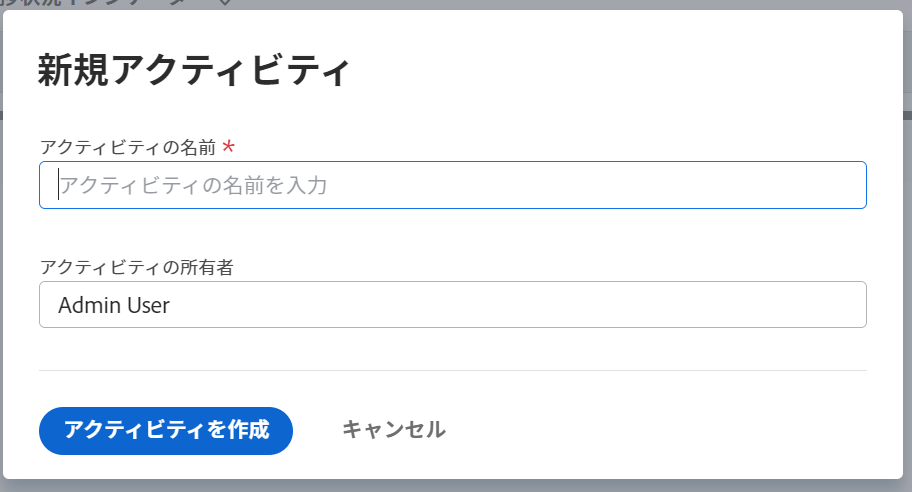 新規アクティビティ
アクティビティの名前 *
アクティビティの名前を入力
アクティビティの所有者
Admin User
アクティビティを作成 キャンセル